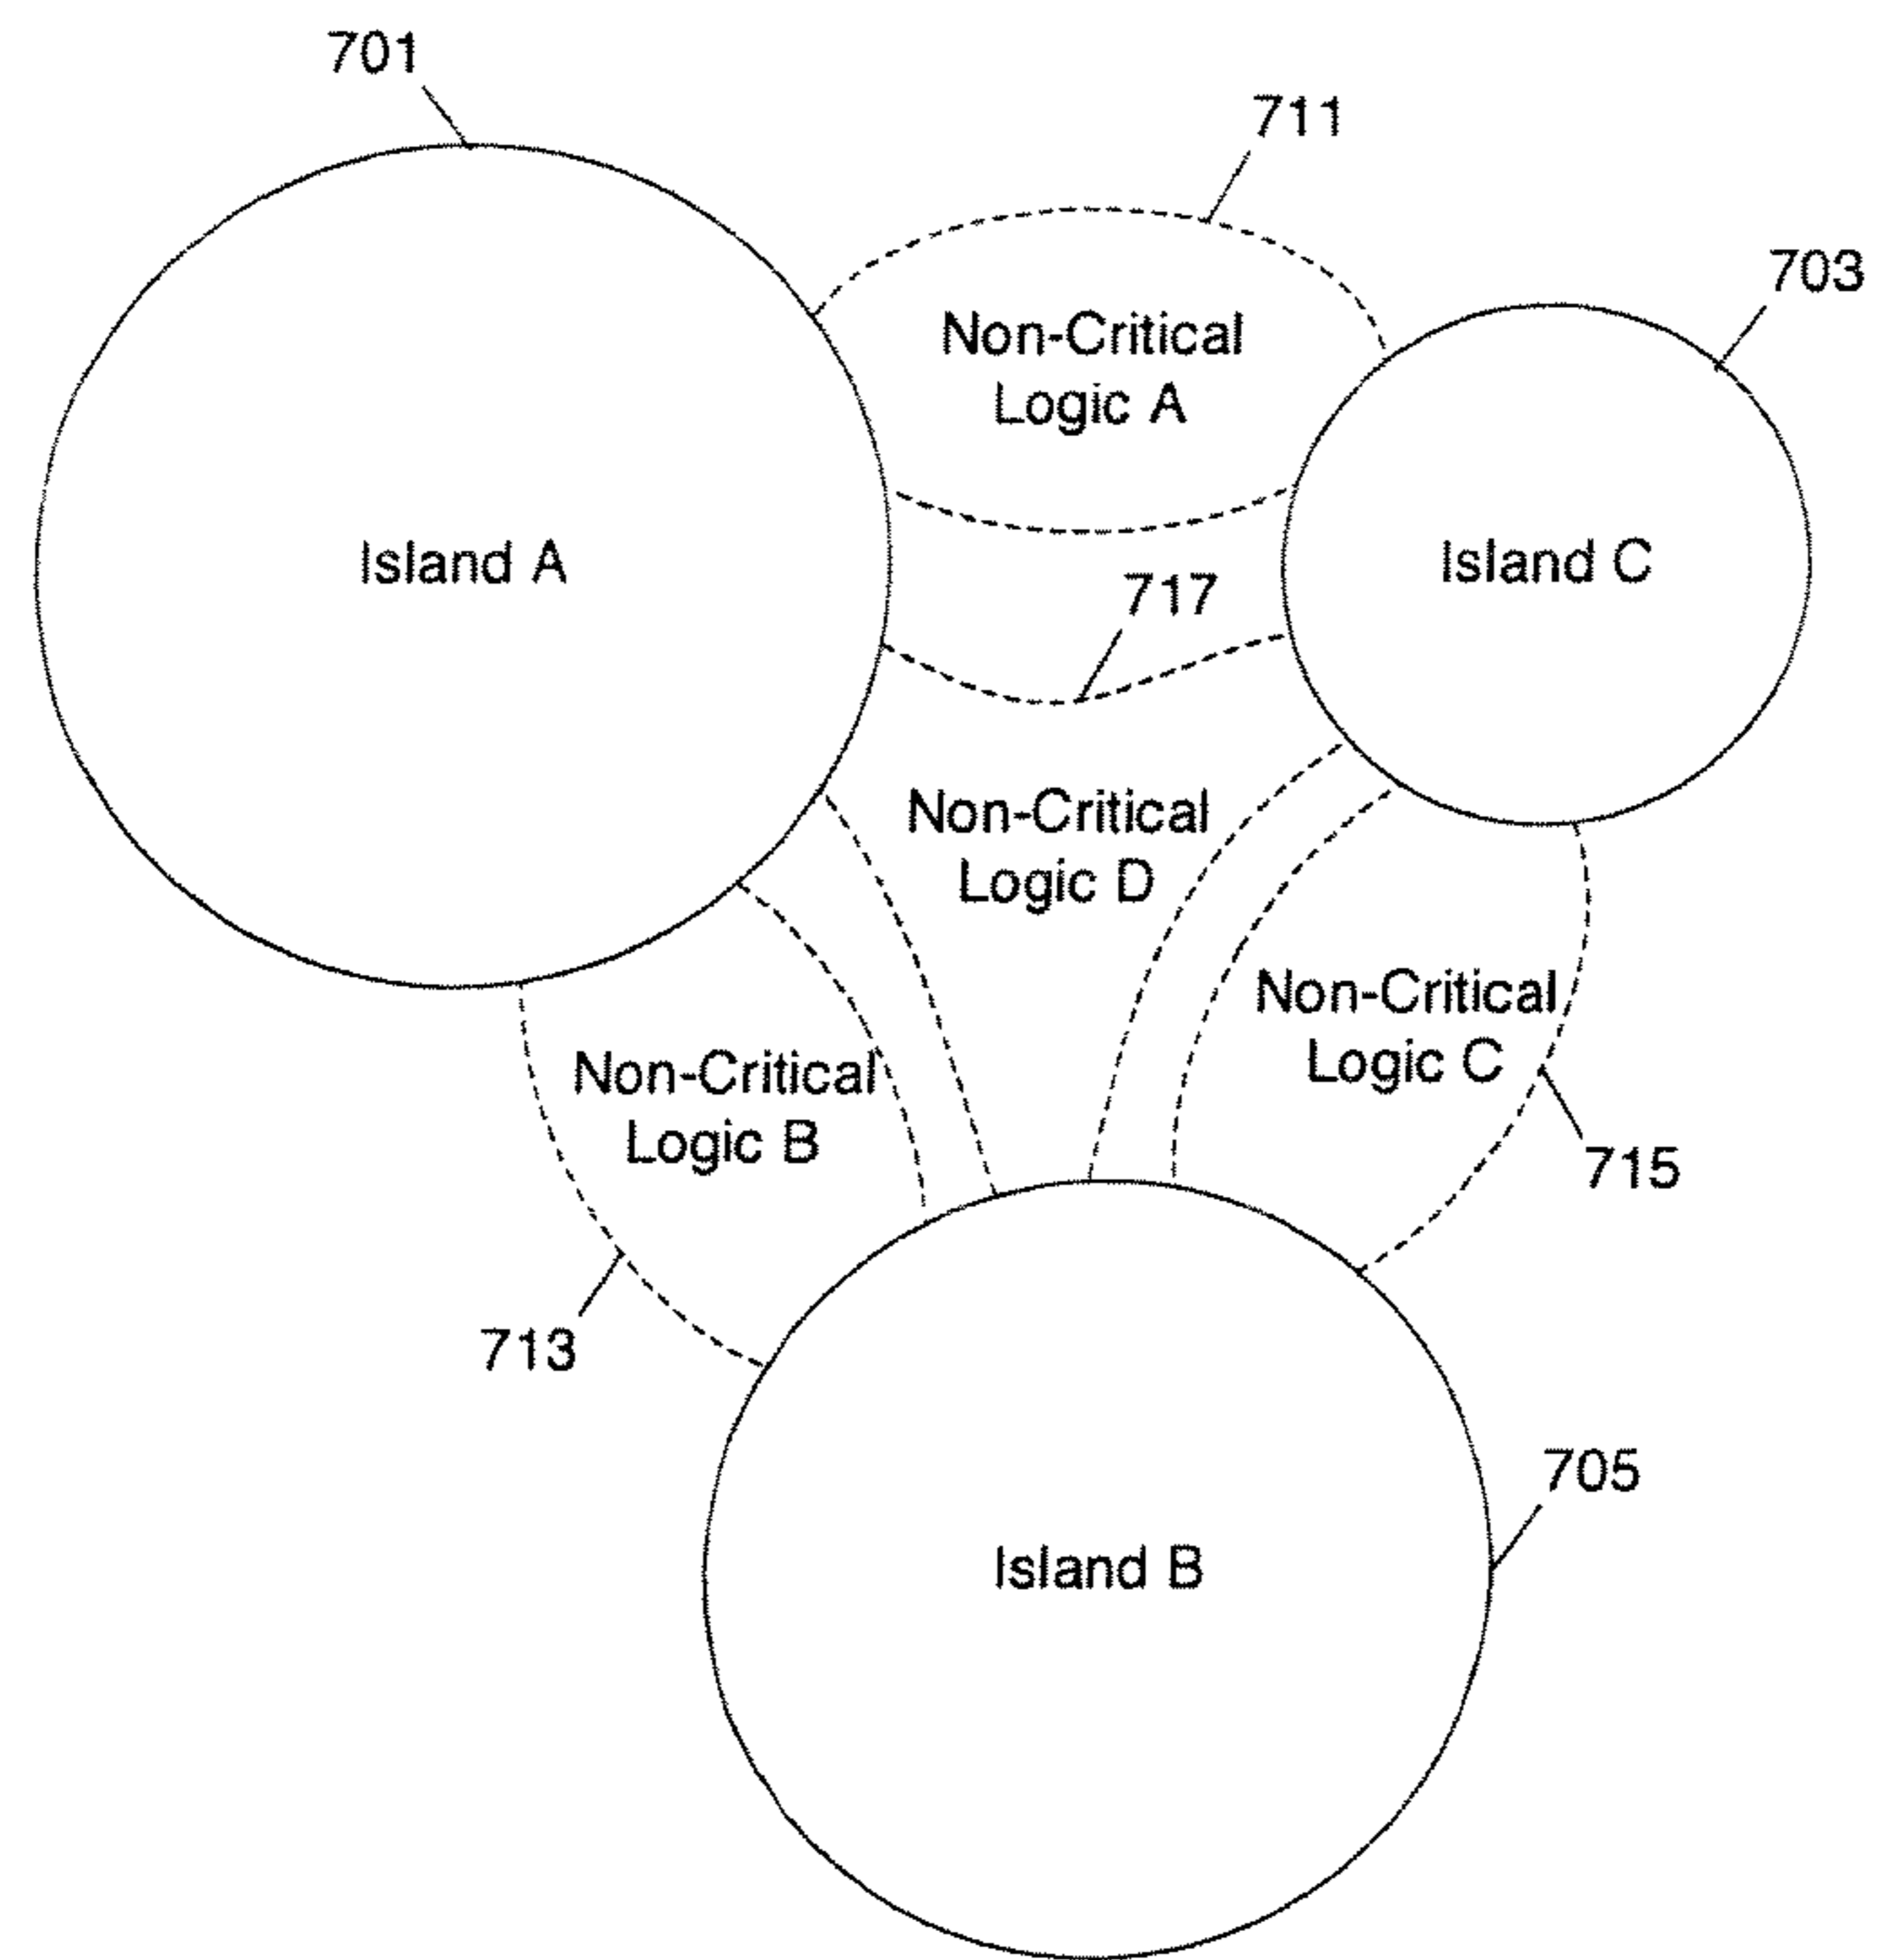 701
711
703
Non-Critical
Logic A
Island A
Island C
717
Non-Critical
Logic D
Non-Critical
Logic C
Non-Critical
Logic B
715
713
705
Island B